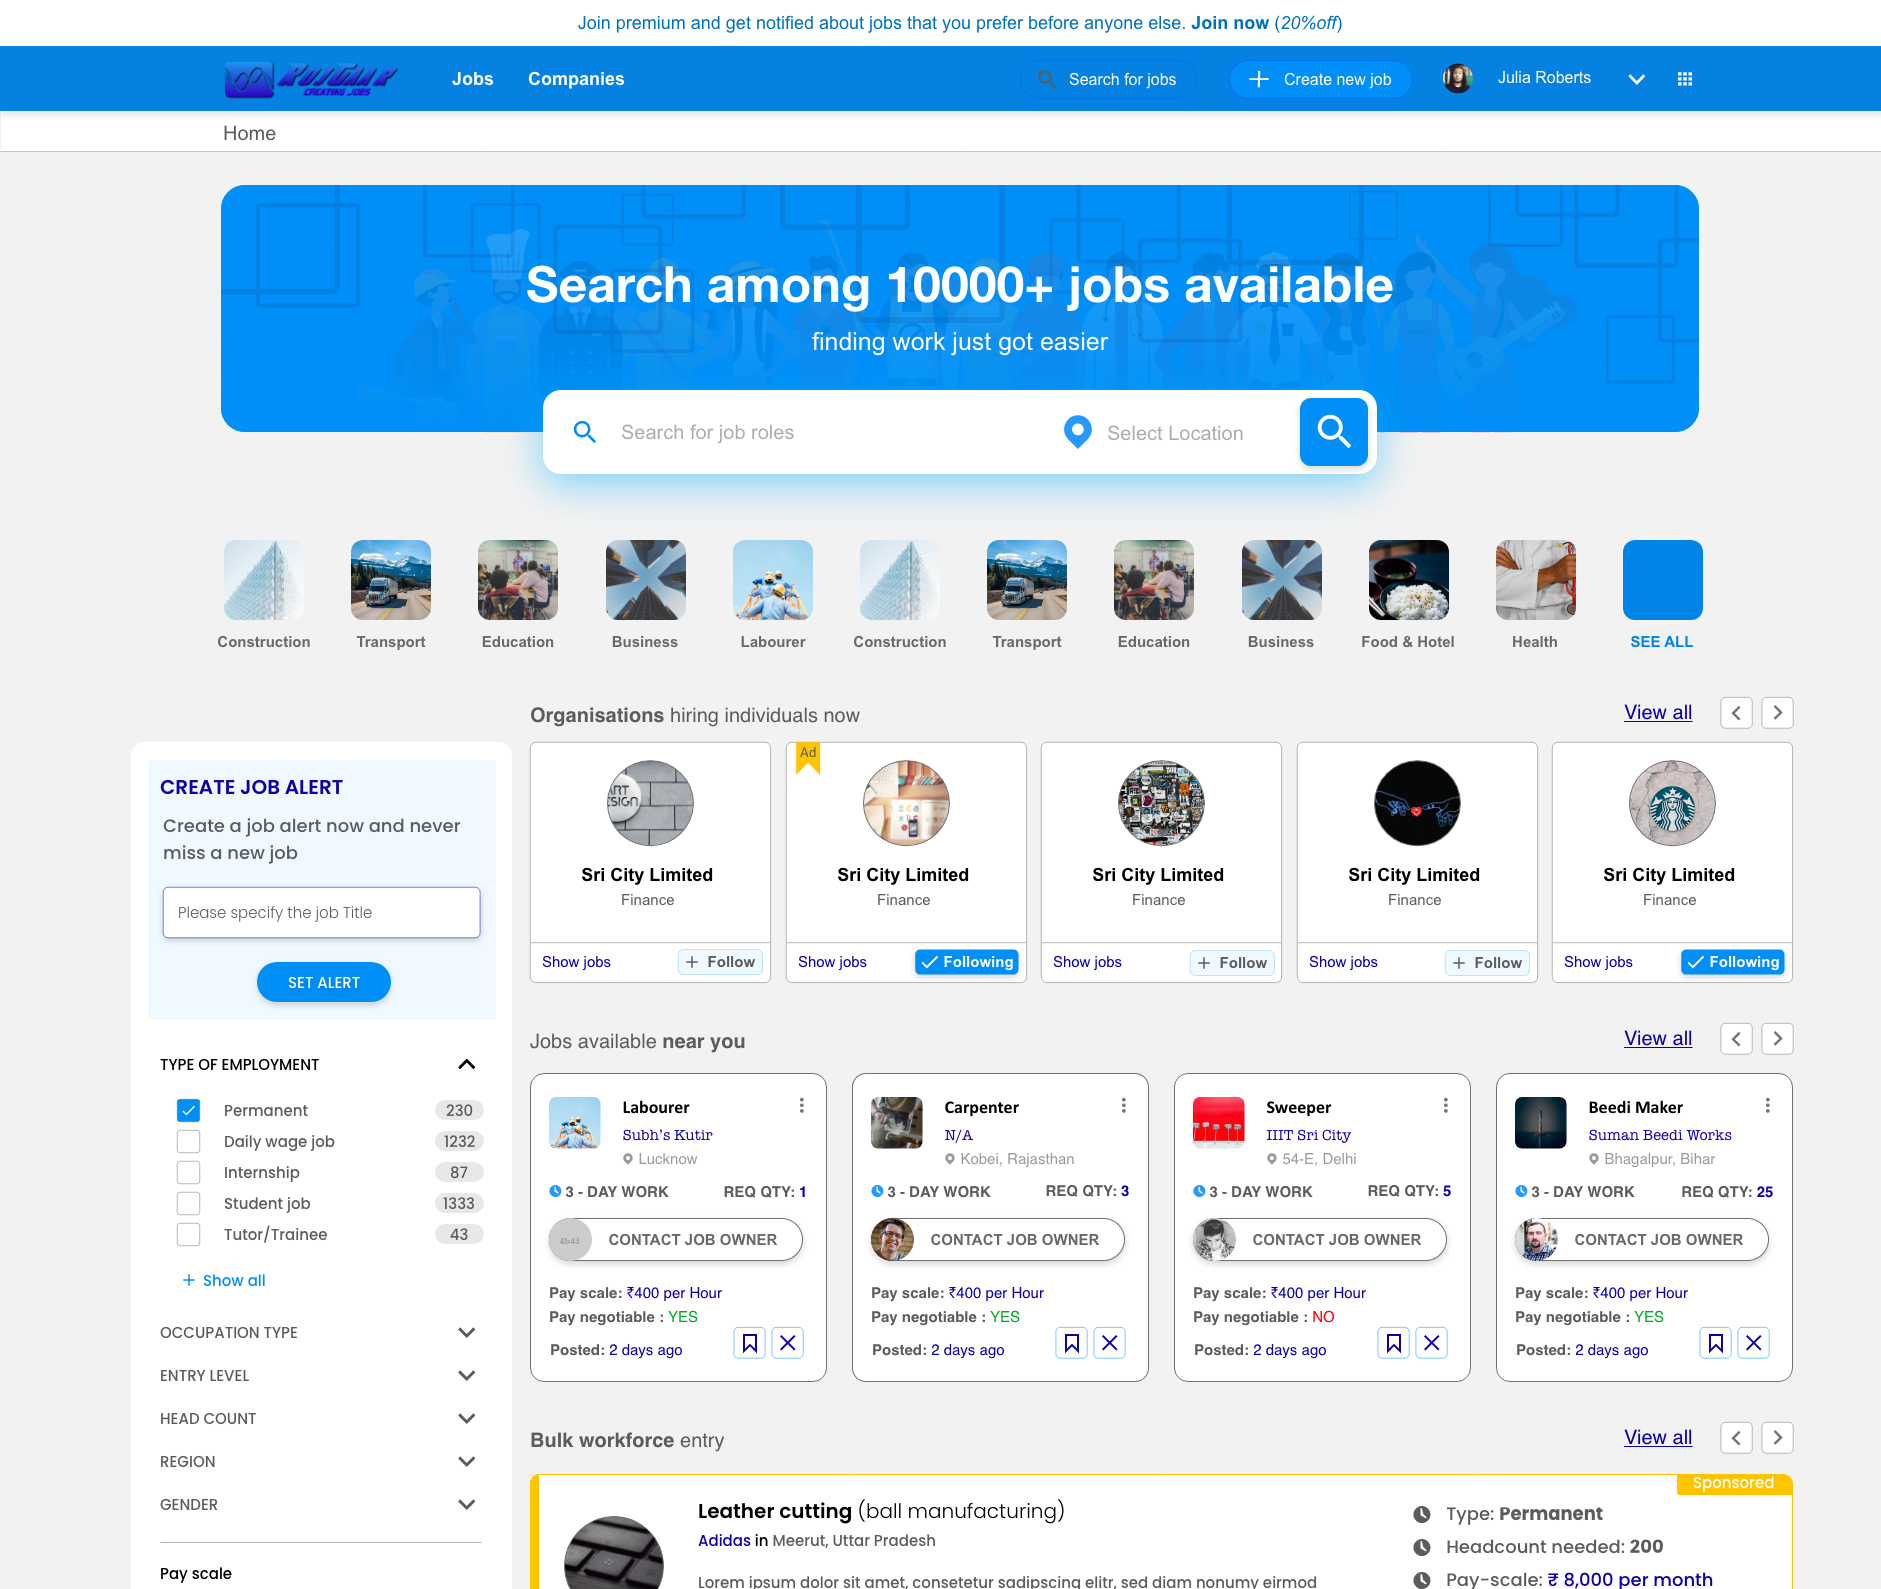 Join premium and get notified about jobs that you prefer before anyone else. Join now (20%off)
CREATING JOBS
Jobs
Companies
Search for jobs
Create new job
Julia Roberts
Home
Search among 10000+ jobs available
finding work just got easier
Search for job roles
Select Location
Construction
Transport
Education
Business
Labourer
Construction
Transport
Education
Business
Food & Hotel
Health
SEE ALL
CREATE JOB ALERT
Create a job alert now and never
miss a new job
Please specify the job Title
SET ALERT
TYPE OF EMPLOYMENT
Permanent 230
Daily wage job 1232
Internship 87
Student job 1333
Tutor/Trainee 43
+ Show all
OCCUPATION TYPE
ENTRY LEVEL
HEAD COUNT
REGION
GENDER
Pay scale
Organisations hiring individuals now
View all
ART
DESIGN
Sri City Limited
Finance
Show jobs
+ Follow
Ad
Sri City Limited
Finance
Show jobs
Following
Sri City Limited
Finance
Show jobs
+ Follow
Sri City Limited
Finance
Show jobs
+ Follow
Sri City Limited
Finance
Show jobs
Following
Jobs available near you
View all
Labourer
Subh's Kutir
Lucknow
3 - DAY WORK
REQ QTY: 1
43x43
CONTACT JOB OWNER
Pay scale: ₹400 per Hour
Pay negotiable : YES
Posted: 2 days ago
Carpenter
N/A
Kobei, Rajasthan
3 - DAY WORK
REQ QTY: 3
CONTACT JOB OWNER
Pay scale: ₹400 per Hour
Pay negotiable : YES
Posted: 2 days ago
Sweeper
IIIT Sri City
54-E, Delhi
3 - DAY WORK
REQ QTY: 5
CONTACT JOB OWNER
Pay scale: ₹400 per Hour
Pay negotiable : NO
Posted: 2 days ago
Beedi Maker
Suman Beedi Works
Bhagalpur, Bihar
3 - DAY WORK
REQ QTY: 25
CONTACT JOB OWNER
Pay scale: ₹400 per Hour
Pay negotiable : YES
Posted: 2 days ago
Bulk workforce entry
View all
Sponsored
Leather cutting (ball manufacturing)
Adidas in Meerut, Uttar Pradesh
Lorem ipsum dolor sit amet, consetetur sadipscing elitr, sed diam nonumy eirmod
Type: Permanent
Headcount needed: 200
Pay-scale: ₹ 8,000 per month